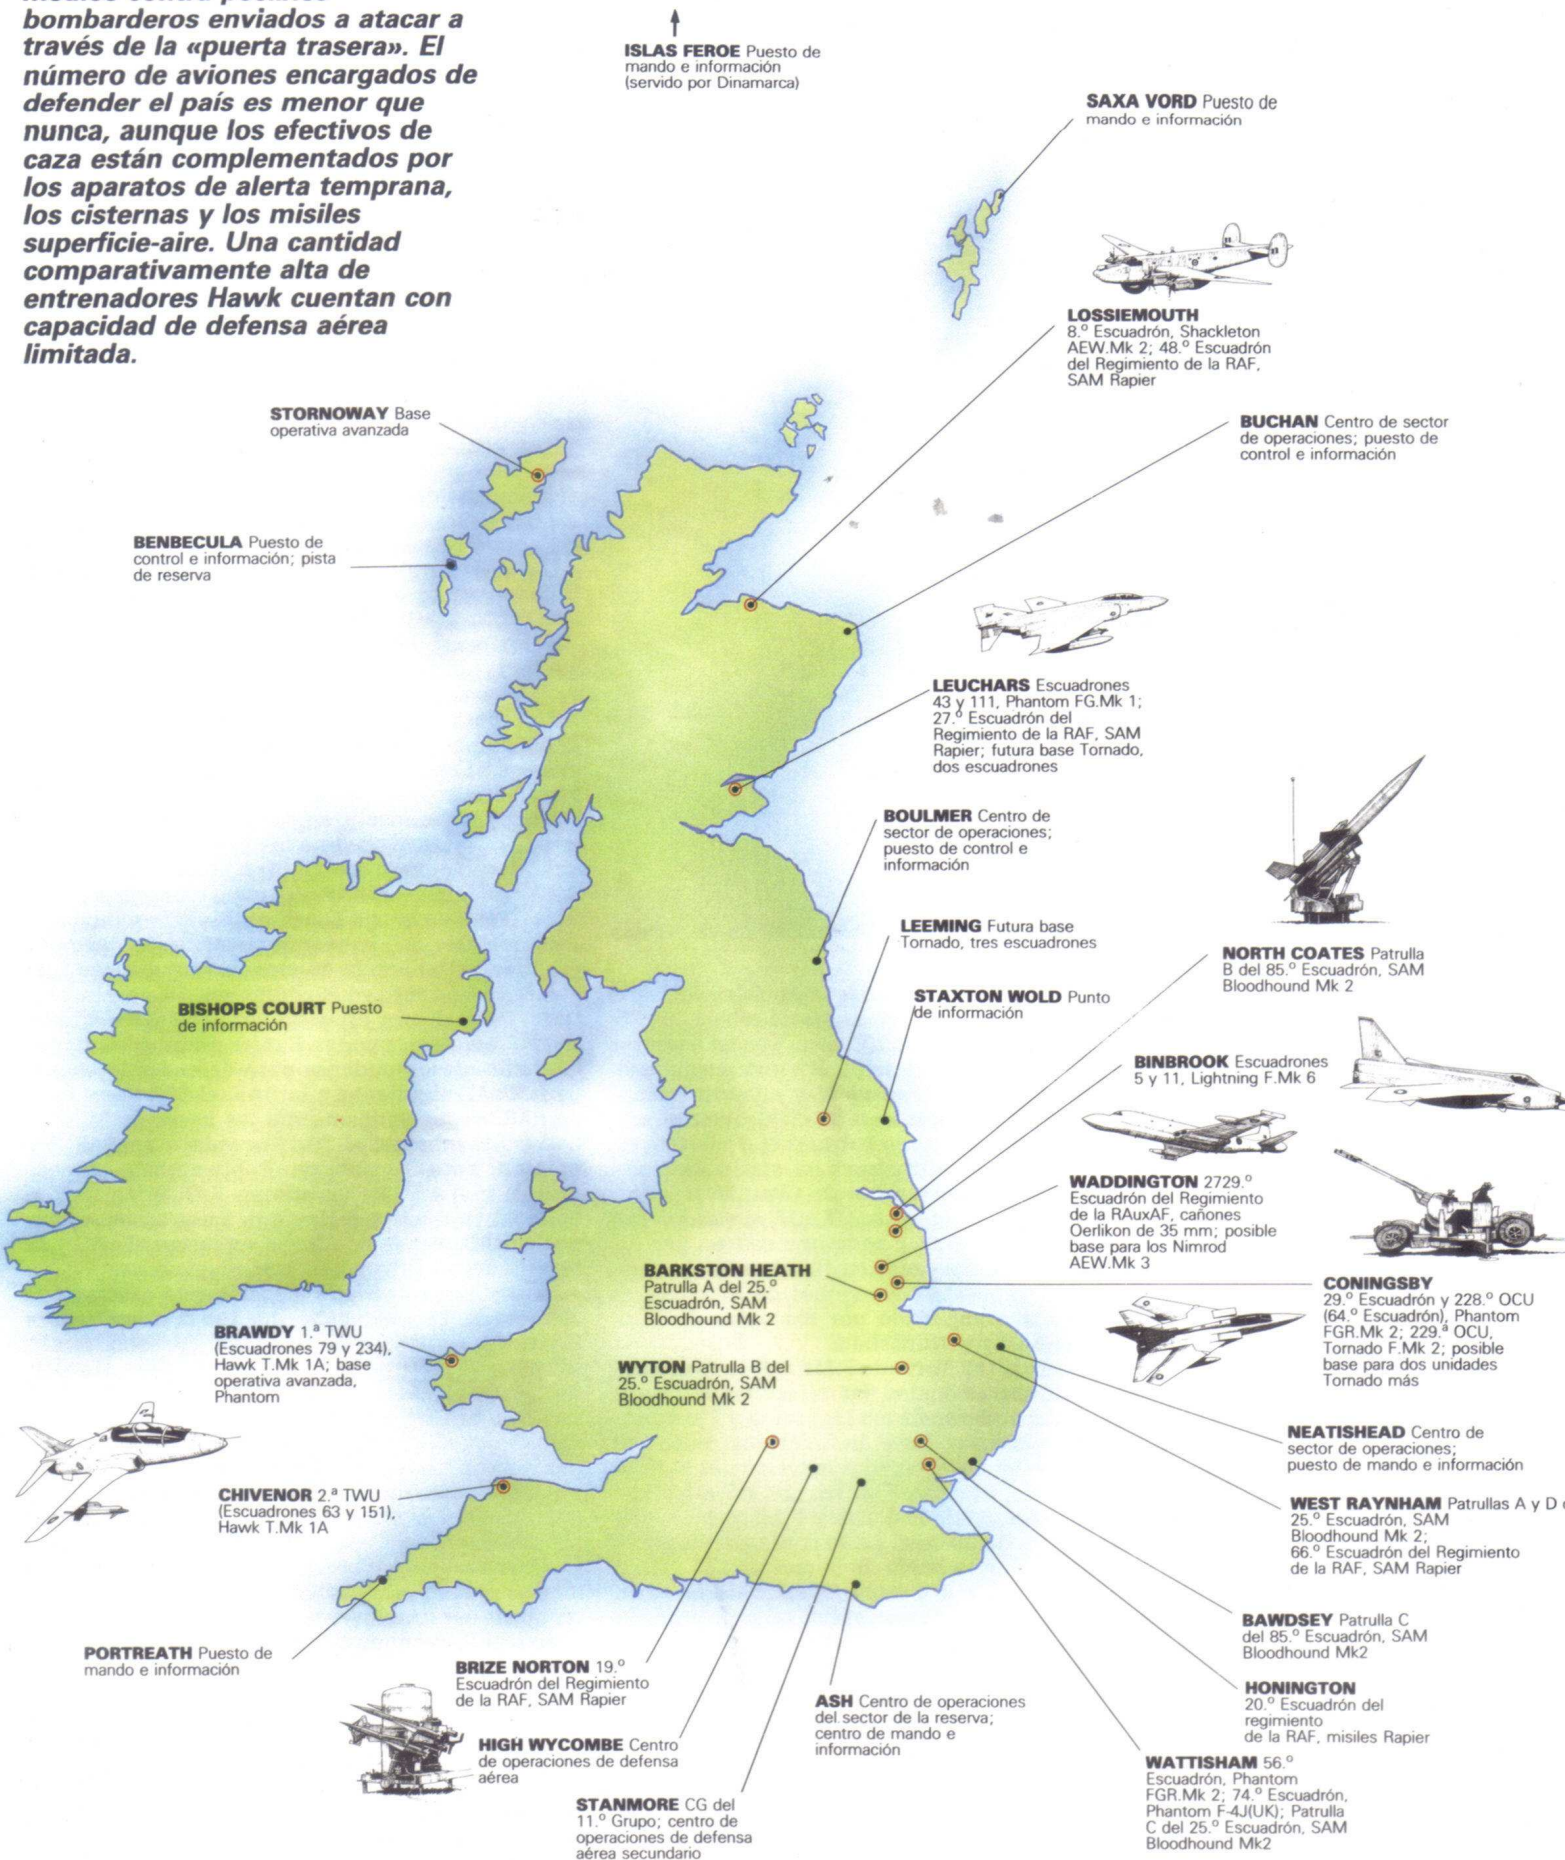 bombarderos enviados a atacar a
través de la «puerta trasera». El
número de aviones encargados de
defender el país es menor que
nunca, aunque los efectivos de
caza están complementados por
los aparatos de alerta temprana,
los cisternas y los misiles
superficie-aire. Una cantidad
comparativamente alta de
entrenadores Hawk cuentan con
capacidad de defensa aérea
limitada.
ISLAS FEROE Puesto de
mando e información
(servido por Dinamarca)
SAXA VORD Puesto de
mando e información
LOSSIEMOUTH
8.º Escuadrón, Shackleton
AEW.Mk 2; 48.º Escuadrón
del Regimiento de la RAF,
SAM Rapier
STORNOWAY Base
operativa avanzada
BUCHAN Centro de sector
de operaciones; puesto de
control e información
BENBECULA Puesto de
control e información; pista
de reserva
LEUCHARS Escuadrones
43 y 111, Phantom FG.Mk 1;
27.º Escuadrón del
Regimiento de la RAF, SAM
Rapier; futura base Tornado,
dos escuadrones
BOULMER Centro de
sector de operaciones;
puesto de control e
información
LEEMING Futura base
Tornado, tres escuadrones
NORTH COATES Patrulla
B del 85.º Escuadrón, SAM
Bloodhound Mk 2
BISHOPS COURT Puesto
de información
STAXTON WOLD Punto
de información
BINBROOK Escuadrones
5 y 11, Lightning F.Mk 6
WADDINGTON 2729.º
Escuadrón del Regimiento
de la RAuxAF, cañones
Oerlikon de 35 mm; posible
base para los Nimrod
AEW.Mk 3
BARKSTON HEATH
Patrulla A del 25.º
Escuadrón, SAM
Bloodhound Mk 2
CONINGSBY
29.º Escuadrón y 228.º OCU
(64.º Escuadrón), Phantom
FGR.Mk 2; 229.ª OCU,
Tornado F.Mk 2; posible
base para dos unidades
Tornado más
BRAWDY 1.ª TWU
(Escuadrones 79 y 234),
Hawk T.Mk 1A; base
operativa avanzada,
Phantom
WYTON Patrulla B del
25.º Escuadrón, SAM
Bloodhound Mk 2
NEATISHEAD Centro de
sector de operaciones;
puesto de mando e información
CHIVENOR 2.ª TWU
(Escuadrones 63 y 151),
Hawk T.Mk 1A
WEST RAYNHAM Patrullas A y D
25.º Escuadrón, SAM
Bloodhound Mk 2;
66.º Escuadrón del Regimiento
de la RAF, SAM Rapier
BAWDSEY Patrulla C
del 85.º Escuadrón, SAM
Bloodhound Mk2
PORTREATH Puesto de
mando e información
BRIZE NORTON 19.º
Escuadrón del Regimiento
de la RAF, SAM Rapier
HONINGTON
20.º Escuadrón del
regimiento
de la RAF, misiles Rapier
ASH Centro de operaciones
del sector de la reserva;
centro de mando e
información
HIGH WYCOMBE Centro
de operaciones de defensa
aérea
WATTISHAM 56.º
Escuadrón, Phantom
FGR.Mk 2; 74.º Escuadrón,
Phantom F-4J(UK); Patrulla
C del 25.º Escuadrón, SAM
Bloodhound Mk2
STANMORE CG del
11.º Grupo; centro de
operaciones de defensa
aérea secundario